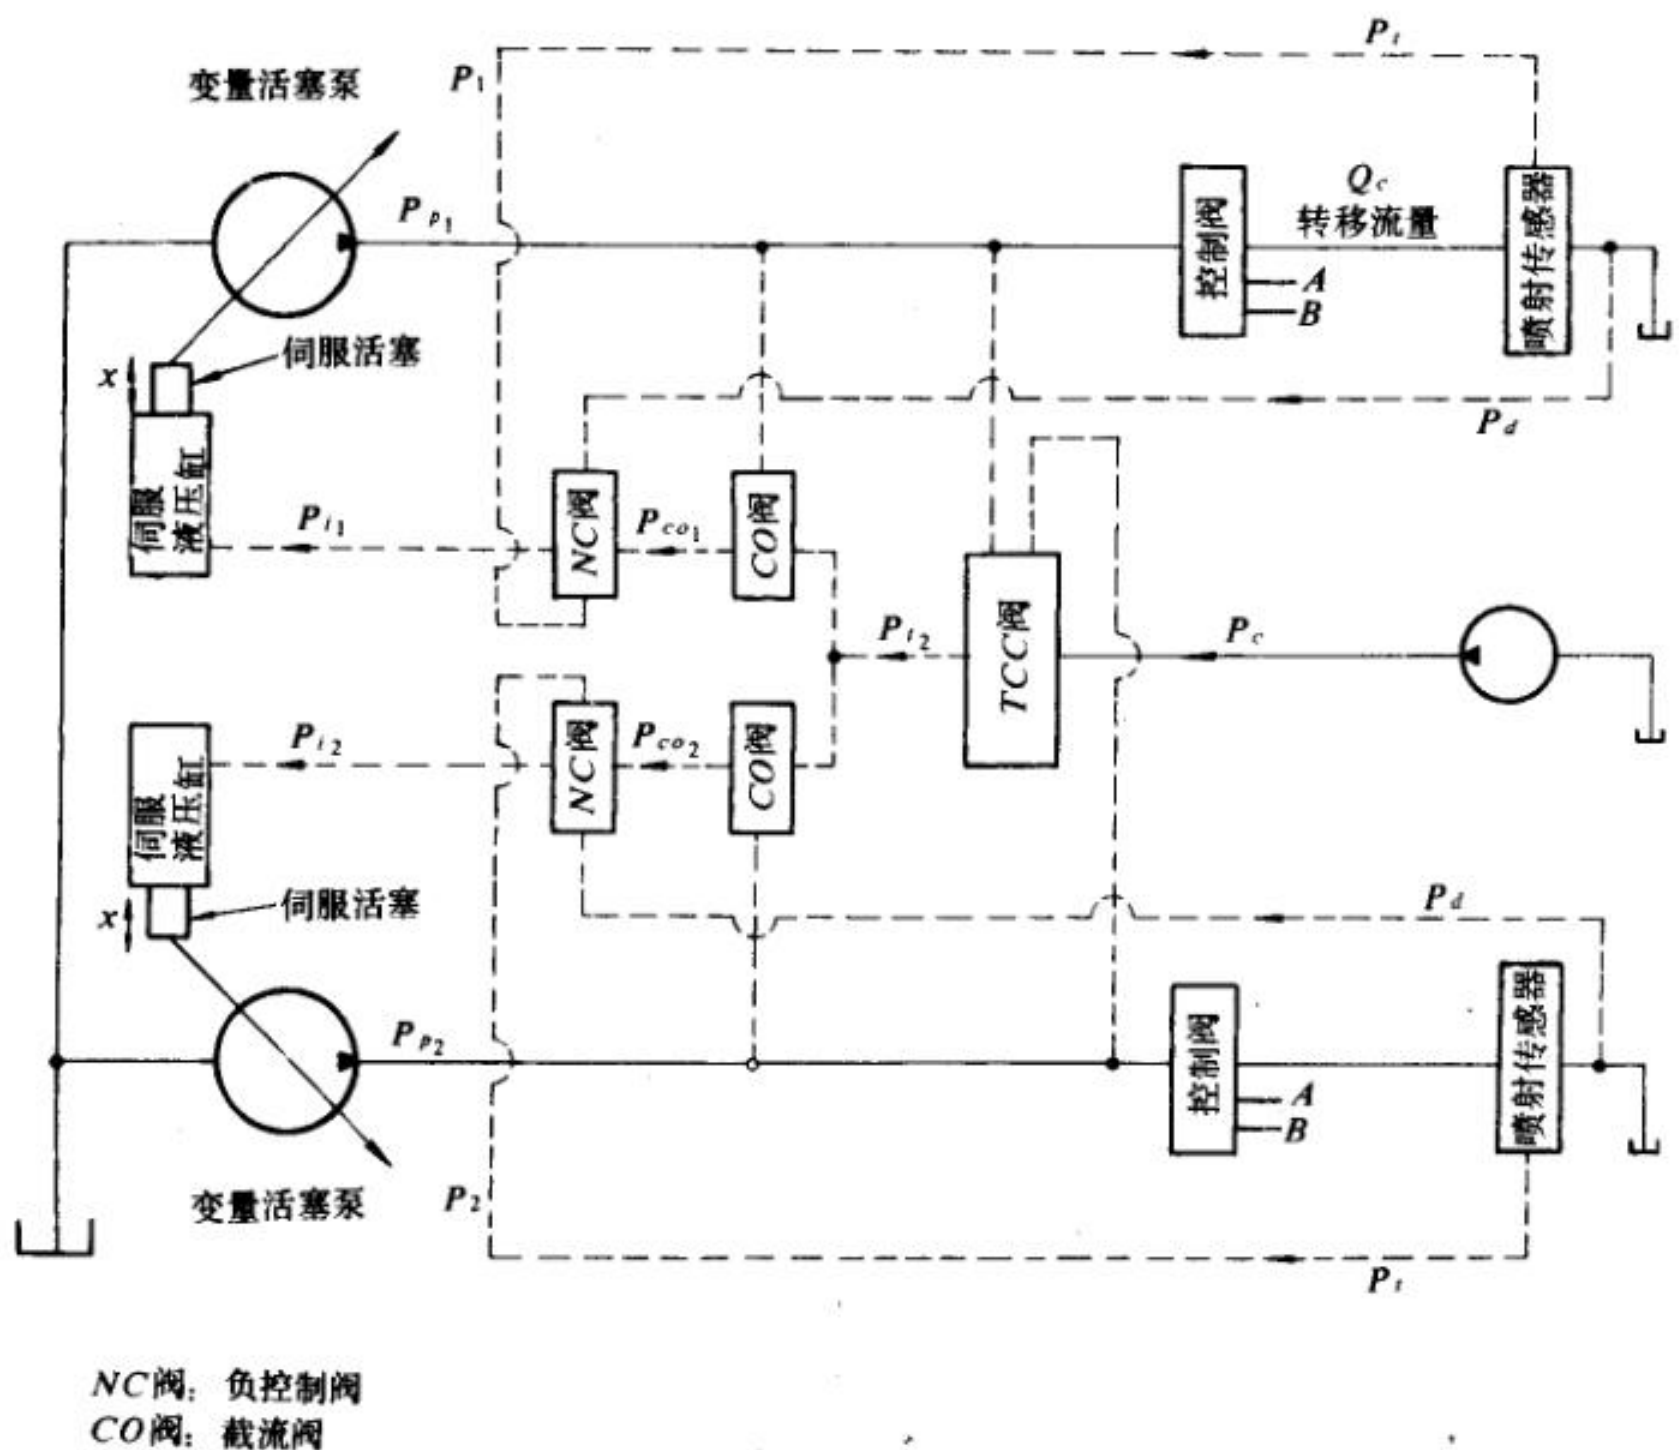 P₁
Pₜ
变量活塞泵
Pₚ₁
Q꜀
转移流量
控制阀
A
B
喷射传感器
x
伺服活塞
伺服液压缸
P_d
Pᵢ₁
NC阀
P_co₁
CO阀
TCC阀
Pᵢ₂
P_c
Pᵢ₂
NC阀
P_co₂
CO阀
伺服液压缸
x
伺服活塞
P_d
Pₚ₂
控制阀
A
B
喷射传感器
变量活塞泵
P₂
Pₜ
NC阀：负控制阀
CO阀：截流阀